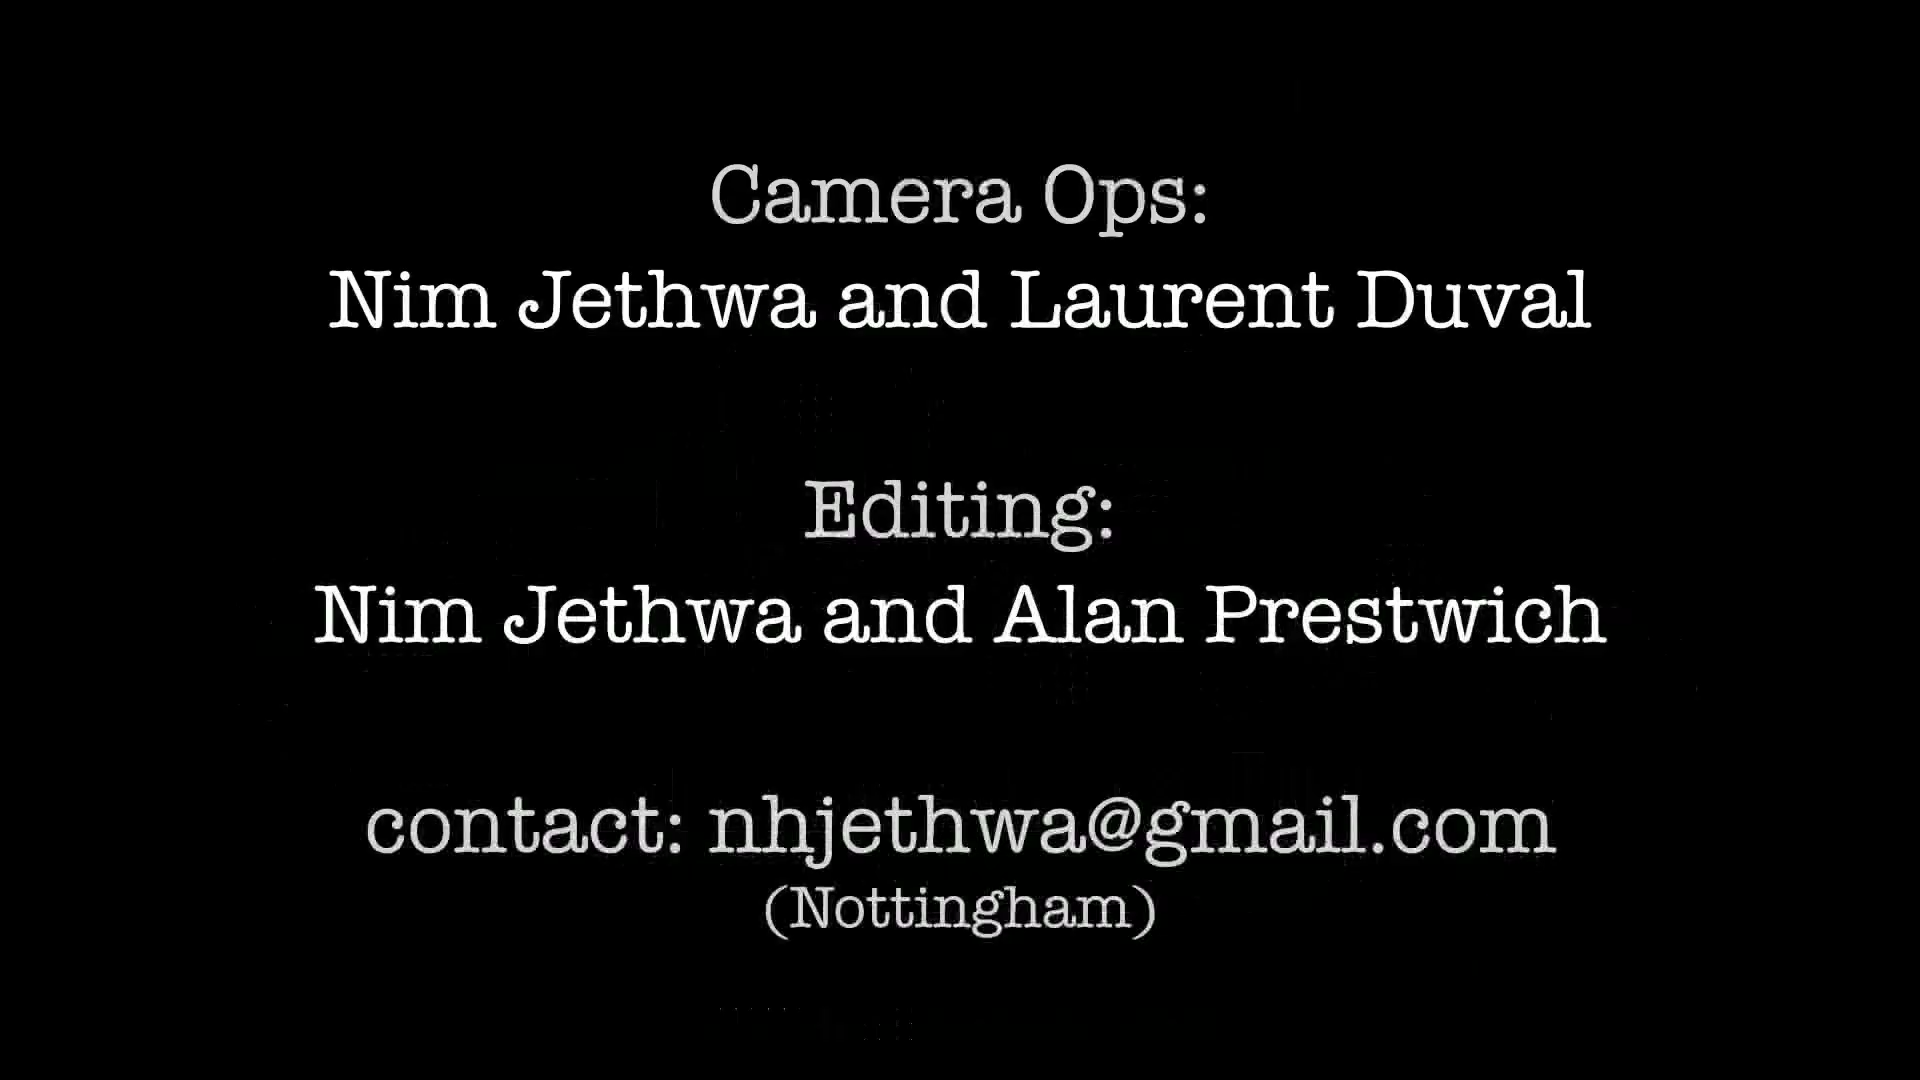 Camera Ops:
Nim Jethwa and Laurent Duval
Editing:
Nim Jethwa and Alan Prestwich
contact: nhjethwa@gmail.com
(Nottingham)